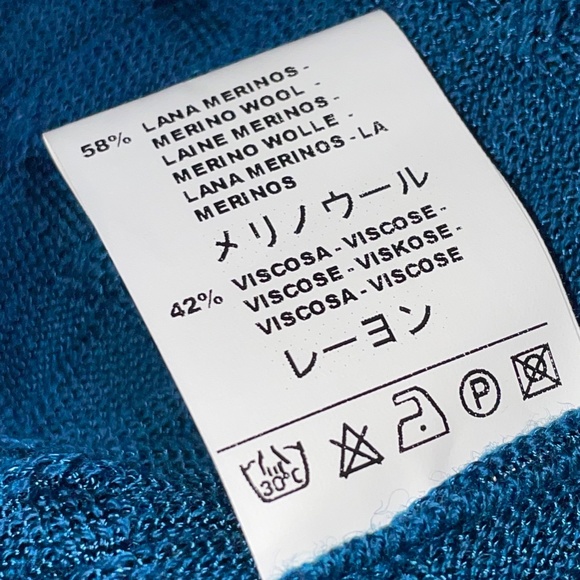 58% LANA MERINOS -
MERINO WOOL -
LAINE MERINOS -
MERINO WOLLE -
LANA MERINOS - LA
MERINOS
メリノウール
42% VISCOSA - VISCOSE -
VISCOSE - VISKOSE -
VISCOSA - VISCOSE
レーヨン
30°C
P